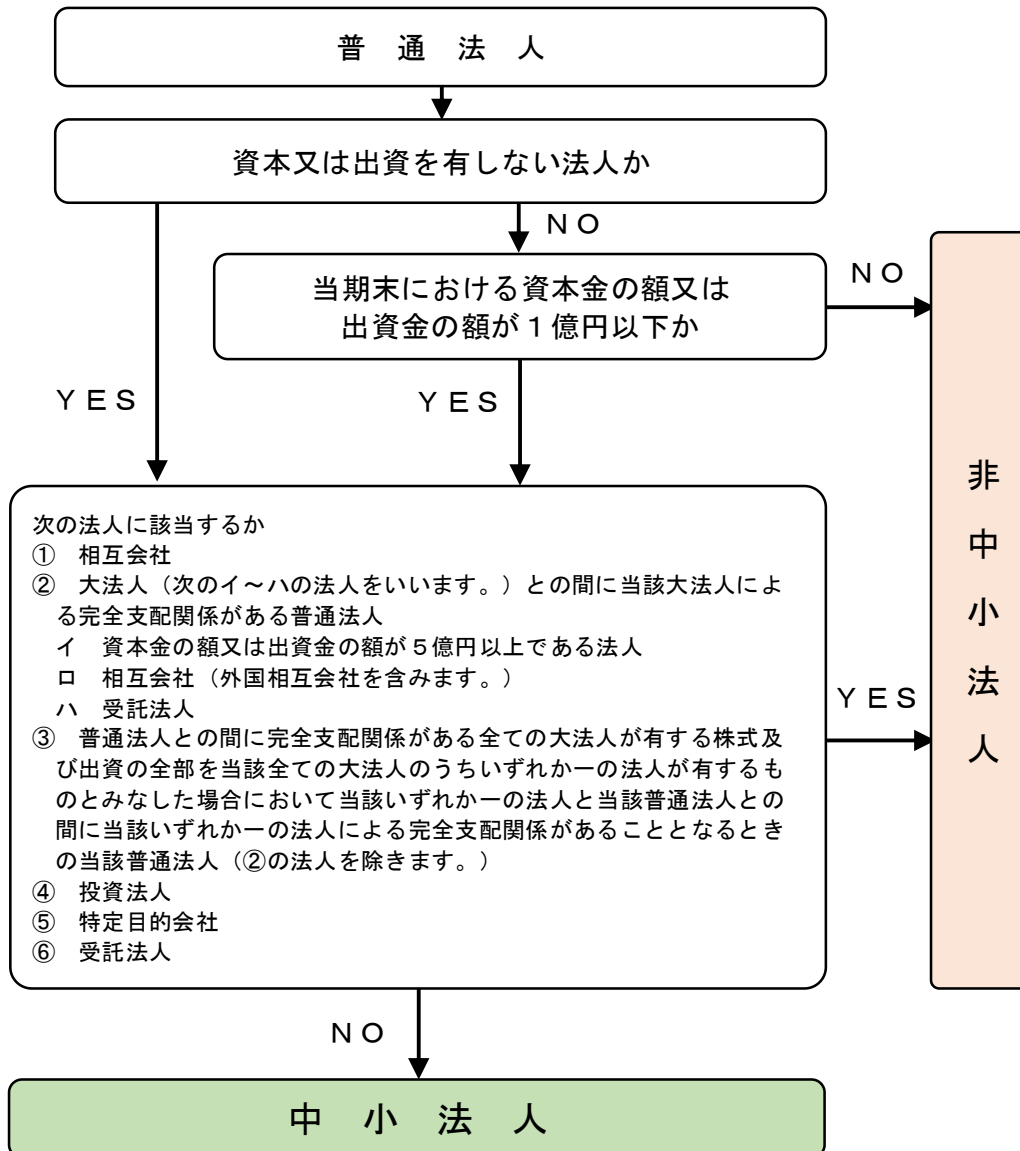 普 通 法 人
資本又は出資を有しない法人か
ＮＯ
当期末における資本金の額又は
出資金の額が１億円以下か
ＮＯ
ＹＥＳ
ＹＥＳ
次の法人に該当するか
① 相互会社
② 大法人（次のイ～ハの法人をいいます。）との間に当該大法人によ
る完全支配関係がある普通法人
イ 資本金の額又は出資金の額が５億円以上である法人
ロ 相互会社（外国相互会社を含みます。）
ハ 受託法人
③ 普通法人との間に完全支配関係がある全ての大法人が有する株式及
び出資の全部を当該全ての大法人のうちいずれか一の法人が有するも
のとみなした場合において当該いずれか一の法人と当該普通法人との
間に当該いずれか一の法人による完全支配関係があることとなるとき
の当該普通法人（②の法人を除きます。）
④ 投資法人
⑤ 特定目的会社
⑥ 受託法人
ＹＥＳ
非中小法人
ＮＯ
中 小 法 人